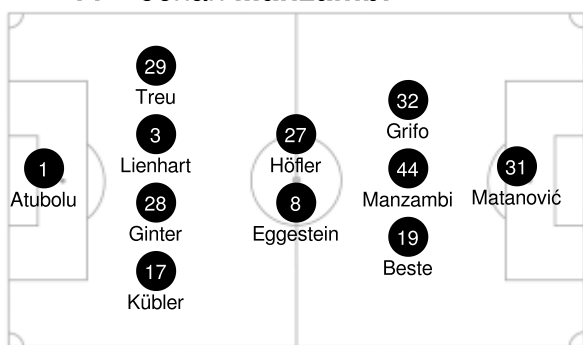 29
Treu
3
Lienhart
28
Ginter
17
Kübler
1
Atubolu
27
Höfler
8
Eggestein
32
Grifo
44
Manzambi
19
Beste
31
Matanović